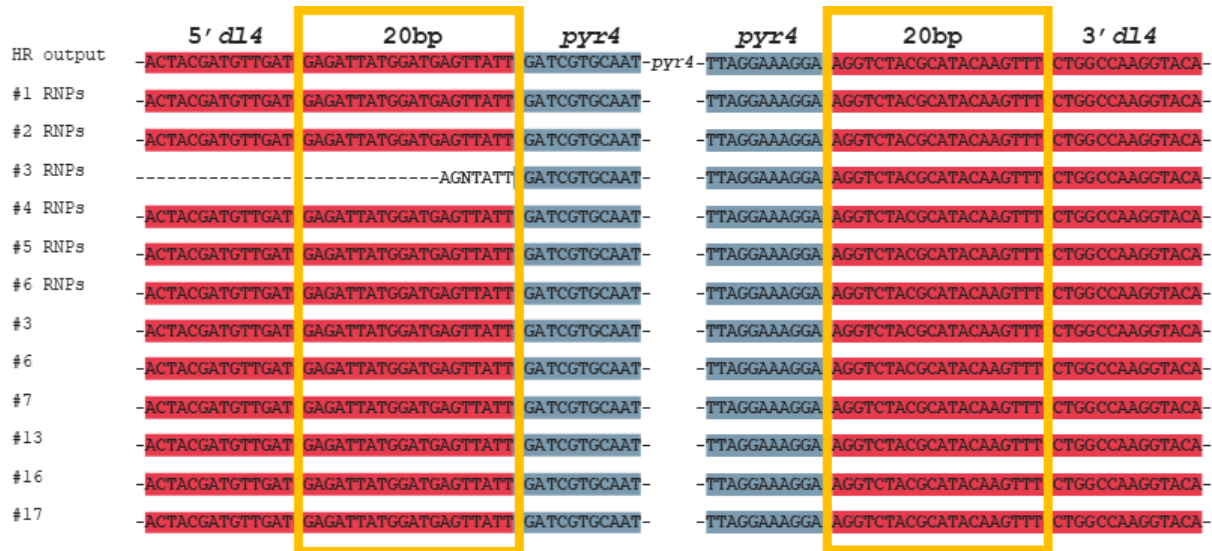 5′ dl4 20bp pyr4 pyr4 20bp 3′ dl4
HR output -ACTACGATGTTGAT GAGATTATGGATGAGTTATT GATCGTGCAAT-pyr4-TTAGGAAAGGA AGGTCTACGCATACAAGTTT CTGGCCAAGGTACA-
#1 RNPs -ACTACGATGTTGAT GAGATTATGGATGAGTTATT GATCGTGCAAT- -TTAGGAAAGGA AGGTCTACGCATACAAGTTT CTGGCCAAGGTACA-
#2 RNPs -ACTACGATGTTGAT GAGATTATGGATGAGTTATT GATCGTGCAAT- -TTAGGAAAGGA AGGTCTACGCATACAAGTTT CTGGCCAAGGTACA-
#3 RNPs --------------- -------------AGNTATT GATCGTGCAAT- -TTAGGAAAGGA AGGTCTACGCATACAAGTTT CTGGCCAAGGTACA-
#4 RNPs -ACTACGATGTTGAT GAGATTATGGATGAGTTATT GATCGTGCAAT- -TTAGGAAAGGA AGGTCTACGCATACAAGTTT CTGGCCAAGGTACA-
#5 RNPs -ACTACGATGTTGAT GAGATTATGGATGAGTTATT GATCGTGCAAT- -TTAGGAAAGGA AGGTCTACGCATACAAGTTT CTGGCCAAGGTACA-
#6 RNPs -ACTACGATGTTGAT GAGATTATGGATGAGTTATT GATCGTGCAAT- -TTAGGAAAGGA AGGTCTACGCATACAAGTTT CTGGCCAAGGTACA-
#3 -ACTACGATGTTGAT GAGATTATGGATGAGTTATT GATCGTGCAAT- -TTAGGAAAGGA AGGTCTACGCATACAAGTTT CTGGCCAAGGTACA-
#6 -ACTACGATGTTGAT GAGATTATGGATGAGTTATT GATCGTGCAAT- -TTAGGAAAGGA AGGTCTACGCATACAAGTTT CTGGCCAAGGTACA-
#7 -ACTACGATGTTGAT GAGATTATGGATGAGTTATT GATCGTGCAAT- -TTAGGAAAGGA AGGTCTACGCATACAAGTTT CTGGCCAAGGTACA-
#13 -ACTACGATGTTGAT GAGATTATGGATGAGTTATT GATCGTGCAAT- -TTAGGAAAGGA AGGTCTACGCATACAAGTTT CTGGCCAAGGTACA-
#16 -ACTACGATGTTGAT GAGATTATGGATGAGTTATT GATCGTGCAAT- -TTAGGAAAGGA AGGTCTACGCATACAAGTTT CTGGCCAAGGTACA-
#17 -ACTACGATGTTGAT GAGATTATGGATGAGTTATT GATCGTGCAAT- -TTAGGAAAGGA AGGTCTACGCATACAAGTTT CTGGCCAAGGTACA-